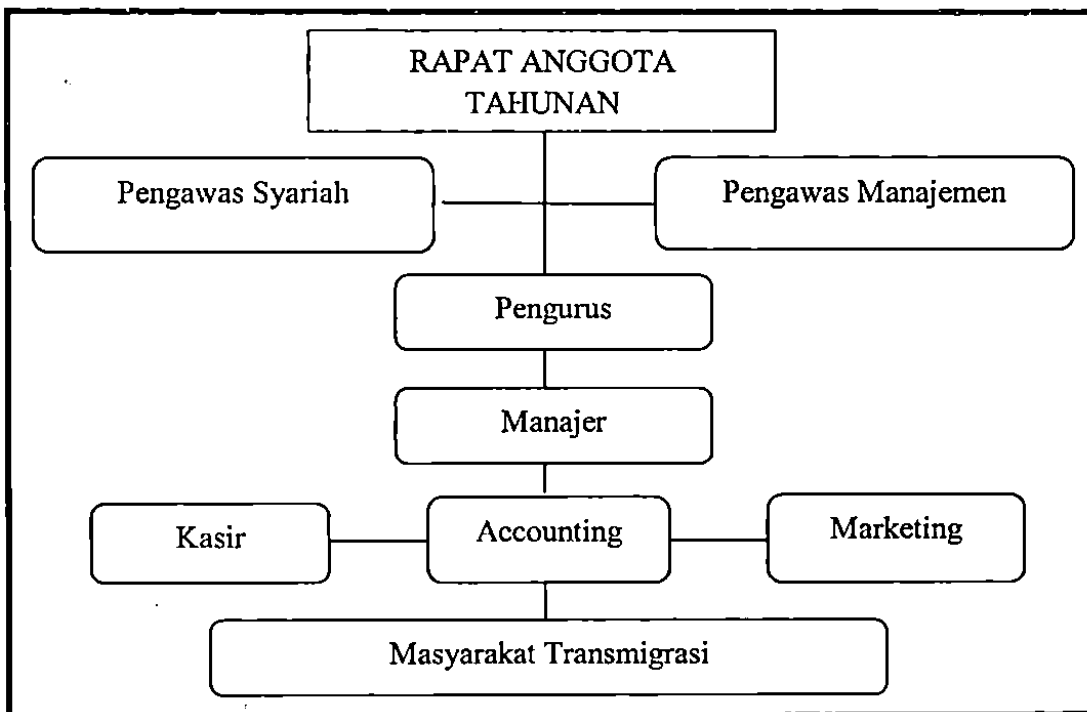 RAPAT ANGGOTA
TAHUNAN
Pengawas Syariah
Pengawas Manajemen
Pengurus
Manajer
Kasir
Accounting
Marketing
Masyarakat Transmigrasi